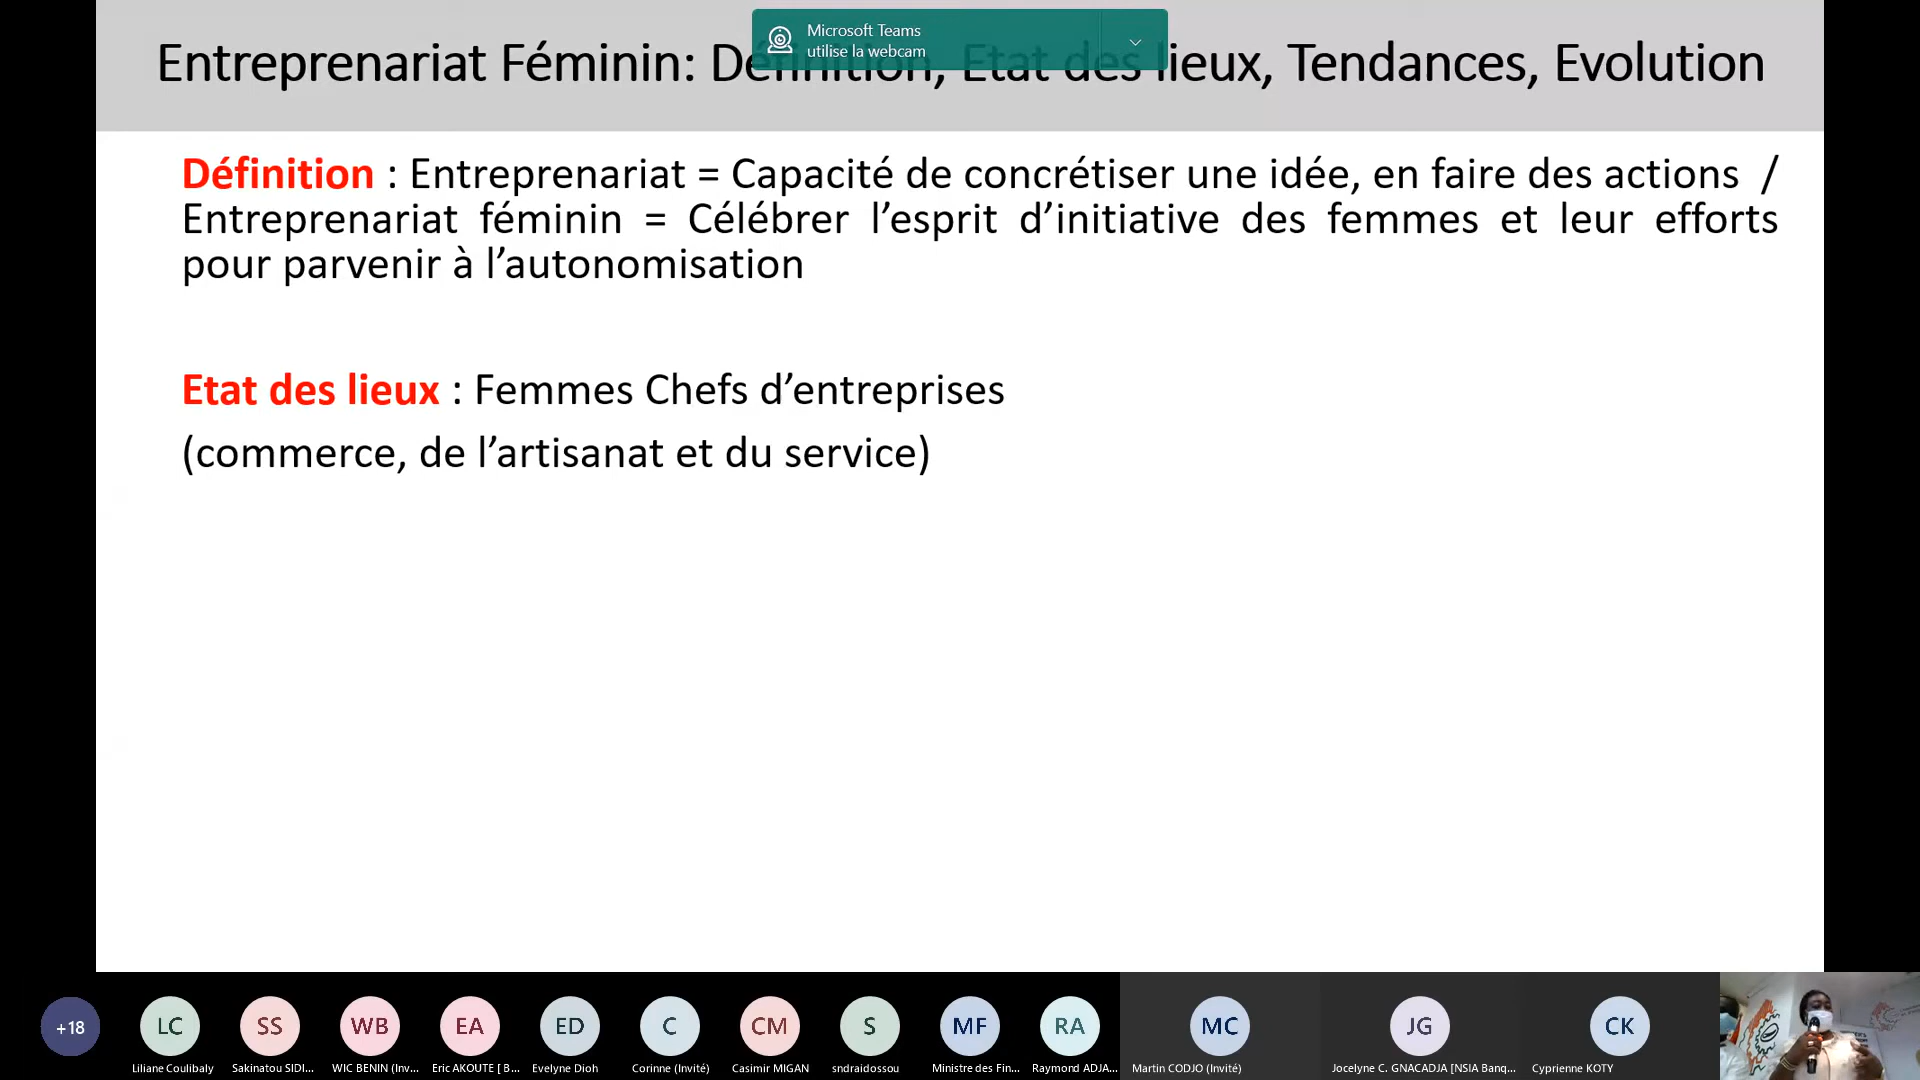 Microsoft Teams
utilise la webcam
Entreprenariat Féminin: Définition, Etat des lieux, Tendances, Evolution
Définition : Entreprenariat = Capacité de concrétiser une idée, en faire des actions /
Entreprenariat féminin = Célébrer l’esprit d’initiative des femmes et leur efforts
pour parvenir à l’autonomisation
Etat des lieux : Femmes Chefs d’entreprises
(commerce, de l’artisanat et du service)
+18 LC SS WB EA ED C CM S MF RA MC JG CK
Liliane Coulibaly Sakinatou SIDI... WIC BENIN (Inv... Eric AKOUTE [ B... Evelyne Dioh Corinne (Invité) Casimir MIGAN sndraidossou Ministre des Fin... Raymond ADJA... Martin CODJO (Invité) Jocelyne C. GNACADJA [NSIA Banq... Cyprienne KOTY